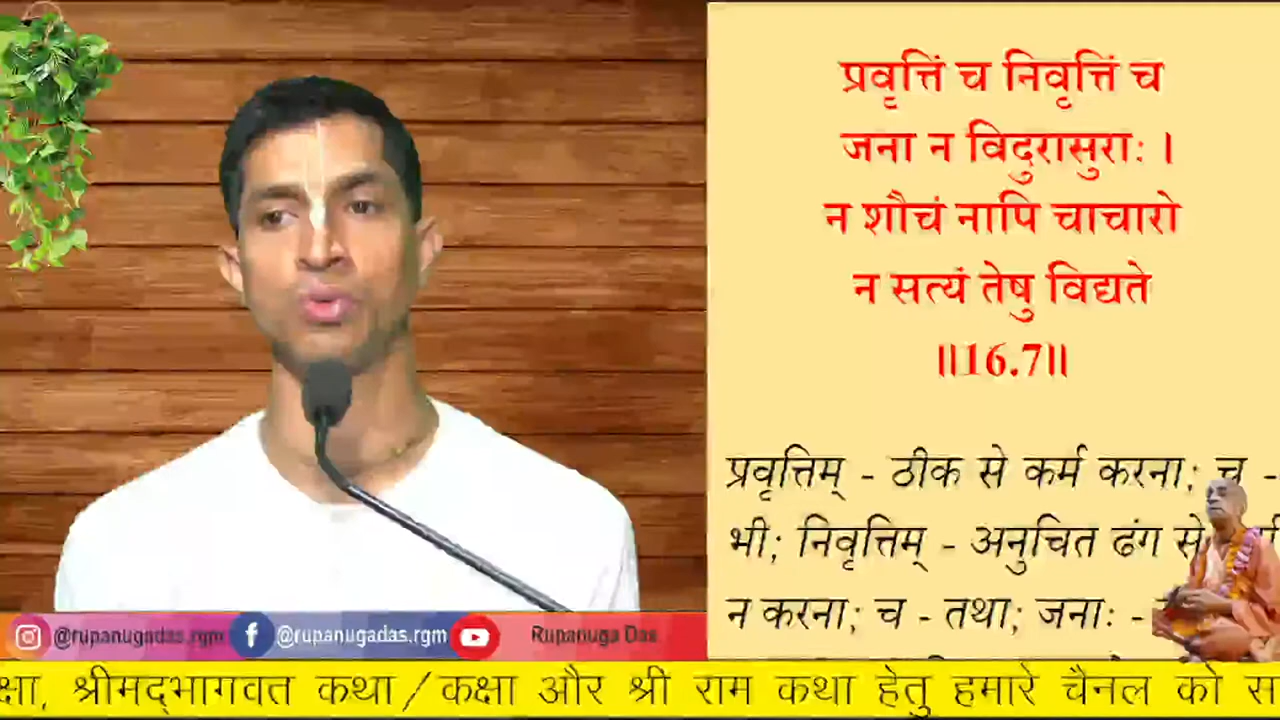 प्रवृत्तिं च निवृत्तिं च
जना न विदुरासुराः ।
न शौचं नापि चाचारो
न सत्यं तेषु विद्यते
॥16.7॥
प्रवृत्तिम् - ठीक से कर्म करना; च -
भी; निवृत्तिम् - अनुचित ढंग से
न करना; च - तथा; जनाः -
@rupanugadas.rgm @rupanugadas.rgm Rupanuga Das
क्षा, श्रीमद्भागवत कथा/कक्षा और श्री राम कथा हेतु हमारे चैनल को स